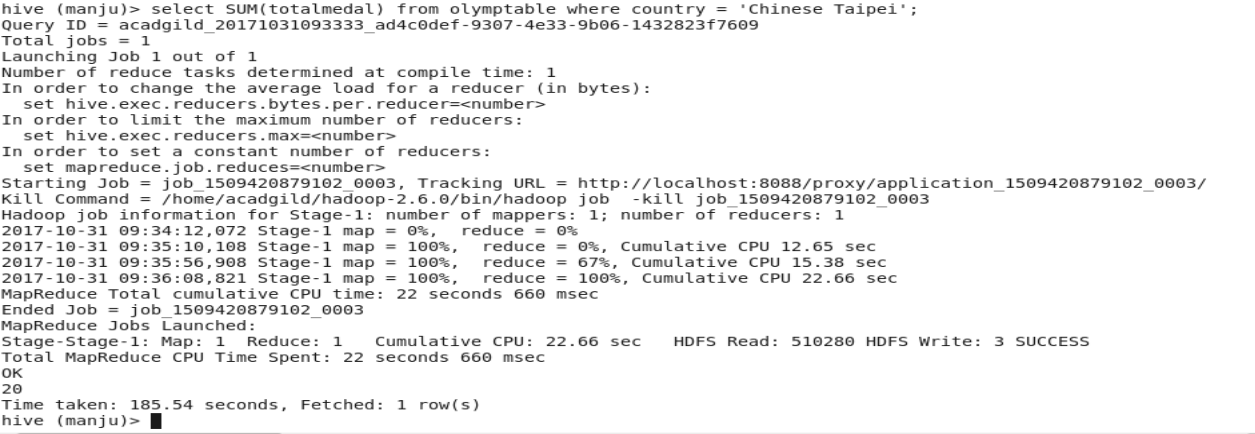 hive (manju)> select SUM(totalmedal) from olymptable where country = 'Chinese Taipei';
Query ID = acadgild_20171031093333_ad4c0def-9307-4e33-9b06-1432823f7609
Total jobs = 1
Launching Job 1 out of 1
Number of reduce tasks determined at compile time: 1
In order to change the average load for a reducer (in bytes):
  set hive.exec.reducers.bytes.per.reducer=<number>
In order to limit the maximum number of reducers:
  set hive.exec.reducers.max=<number>
In order to set a constant number of reducers:
  set mapreduce.job.reduces=<number>
Starting Job = job_1509420879102_0003, Tracking URL = http://localhost:8088/proxy/application_1509420879102_0003/
Kill Command = /home/acadgild/hadoop-2.6.0/bin/hadoop job  -kill job_1509420879102_0003
Hadoop job information for Stage-1: number of mappers: 1; number of reducers: 1
2017-10-31 09:34:12,072 Stage-1 map = 0%,  reduce = 0%
2017-10-31 09:35:10,108 Stage-1 map = 100%,  reduce = 0%, Cumulative CPU 12.65 sec
2017-10-31 09:35:56,908 Stage-1 map = 100%,  reduce = 67%, Cumulative CPU 15.38 sec
2017-10-31 09:36:08,821 Stage-1 map = 100%,  reduce = 100%, Cumulative CPU 22.66 sec
MapReduce Total cumulative CPU time: 22 seconds 660 msec
Ended Job = job_1509420879102_0003
MapReduce Jobs Launched:
Stage-Stage-1: Map: 1  Reduce: 1   Cumulative CPU: 22.66 sec   HDFS Read: 510280 HDFS Write: 3 SUCCESS
Total MapReduce CPU Time Spent: 22 seconds 660 msec
OK
20
Time taken: 185.54 seconds, Fetched: 1 row(s)
hive (manju)>